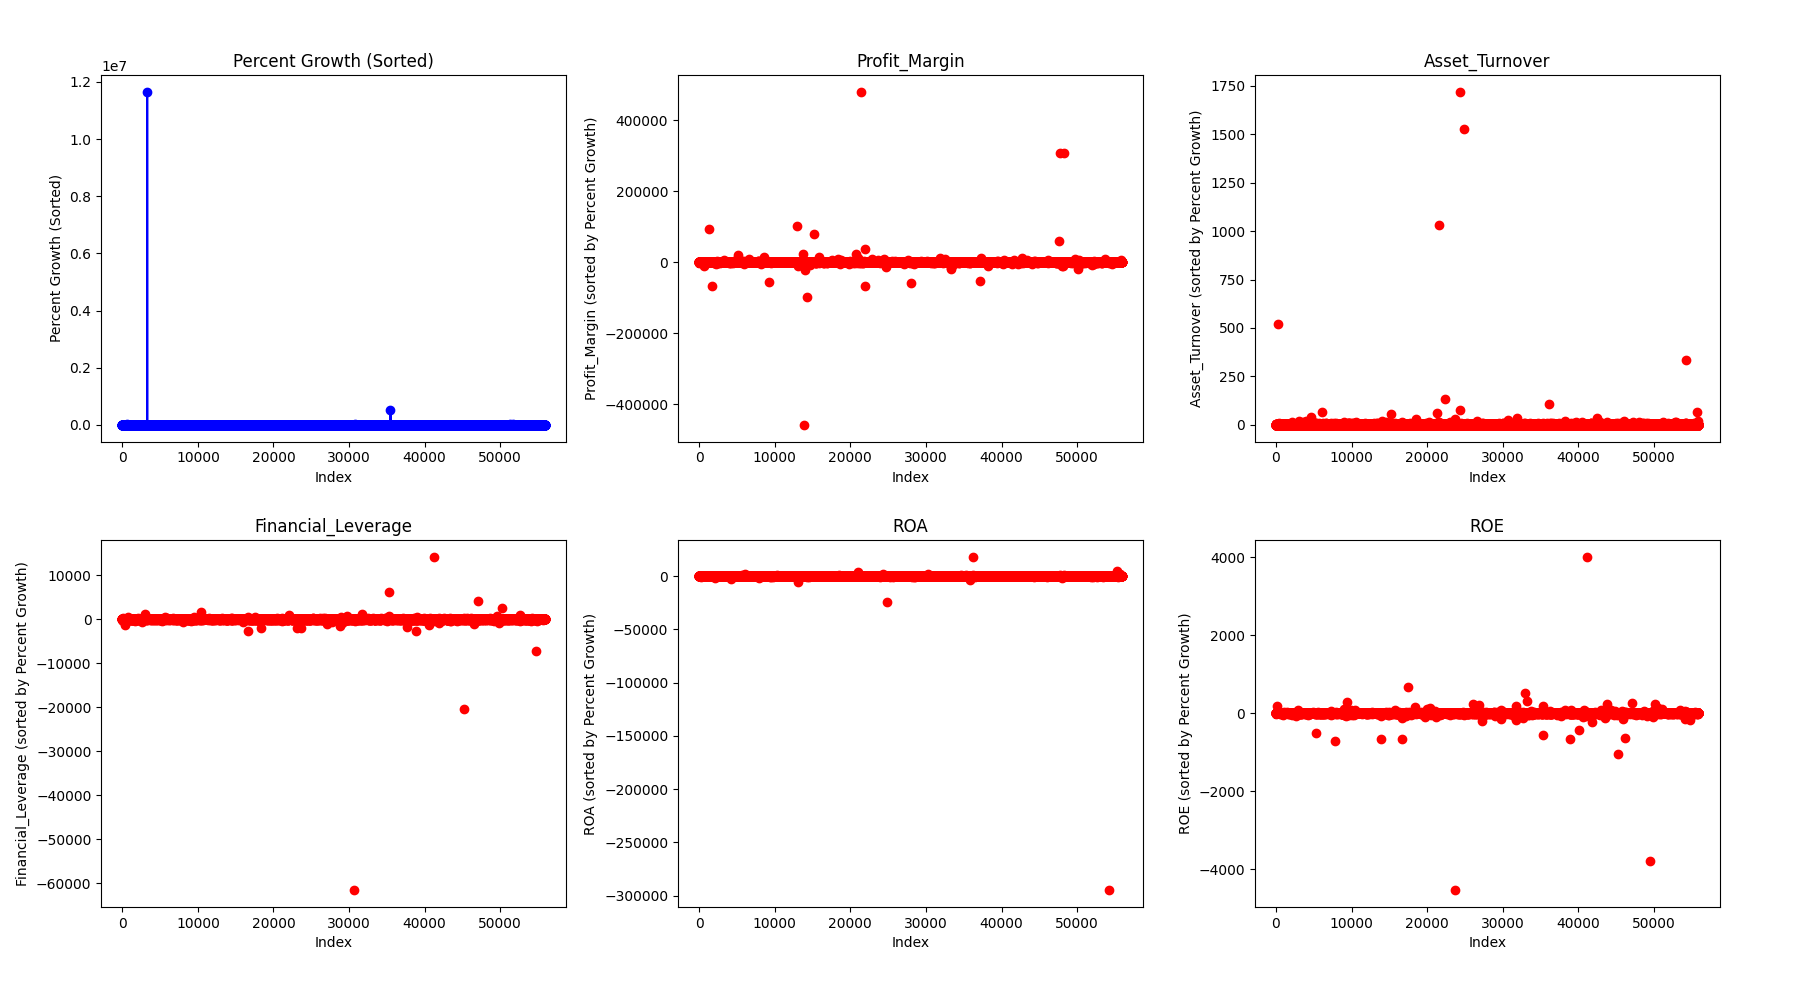 Percent Growth (Sorted)
1e7
1.2
1.0
0.8
0.6
0.4
0.2
0.0
Percent Growth (Sorted)
0 10000 20000 30000 40000 50000
Index
Profit_Margin
400000
200000
0
−200000
−400000
Profit_Margin (sorted by Percent Growth)
0 10000 20000 30000 40000 50000
Index
Asset_Turnover
1750
1500
1250
1000
750
500
250
0
Asset_Turnover (sorted by Percent Growth)
0 10000 20000 30000 40000 50000
Index
Financial_Leverage
10000
0
−10000
−20000
−30000
−40000
−50000
−60000
Financial_Leverage (sorted by Percent Growth)
0 10000 20000 30000 40000 50000
Index
ROA
0
−50000
−100000
−150000
−200000
−250000
−300000
ROA (sorted by Percent Growth)
0 10000 20000 30000 40000 50000
Index
ROE
4000
2000
0
−2000
−4000
ROE (sorted by Percent Growth)
0 10000 20000 30000 40000 50000
Index